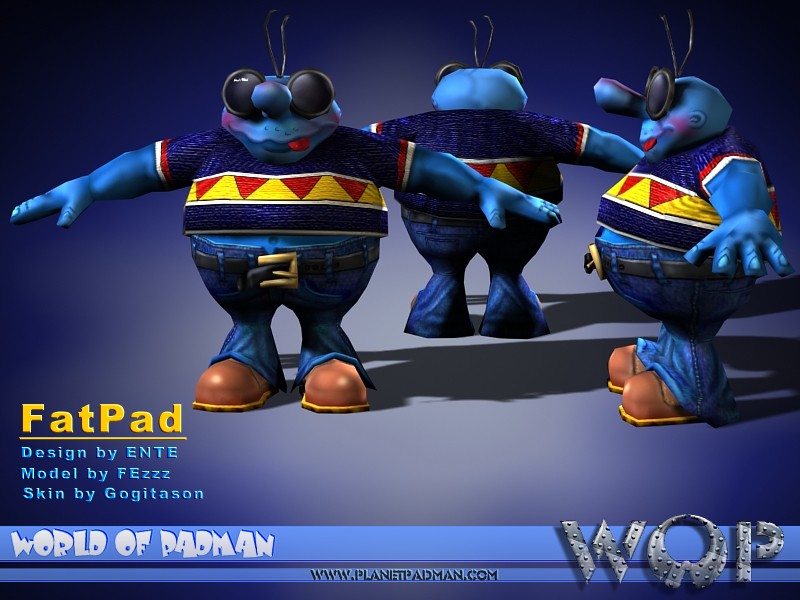 FatPad
Design by ENTE
Model by FEzzz
Skin by Gogitason
WORLD OF PADMAN
WWW.PLANETPADMAN.COM
WOP